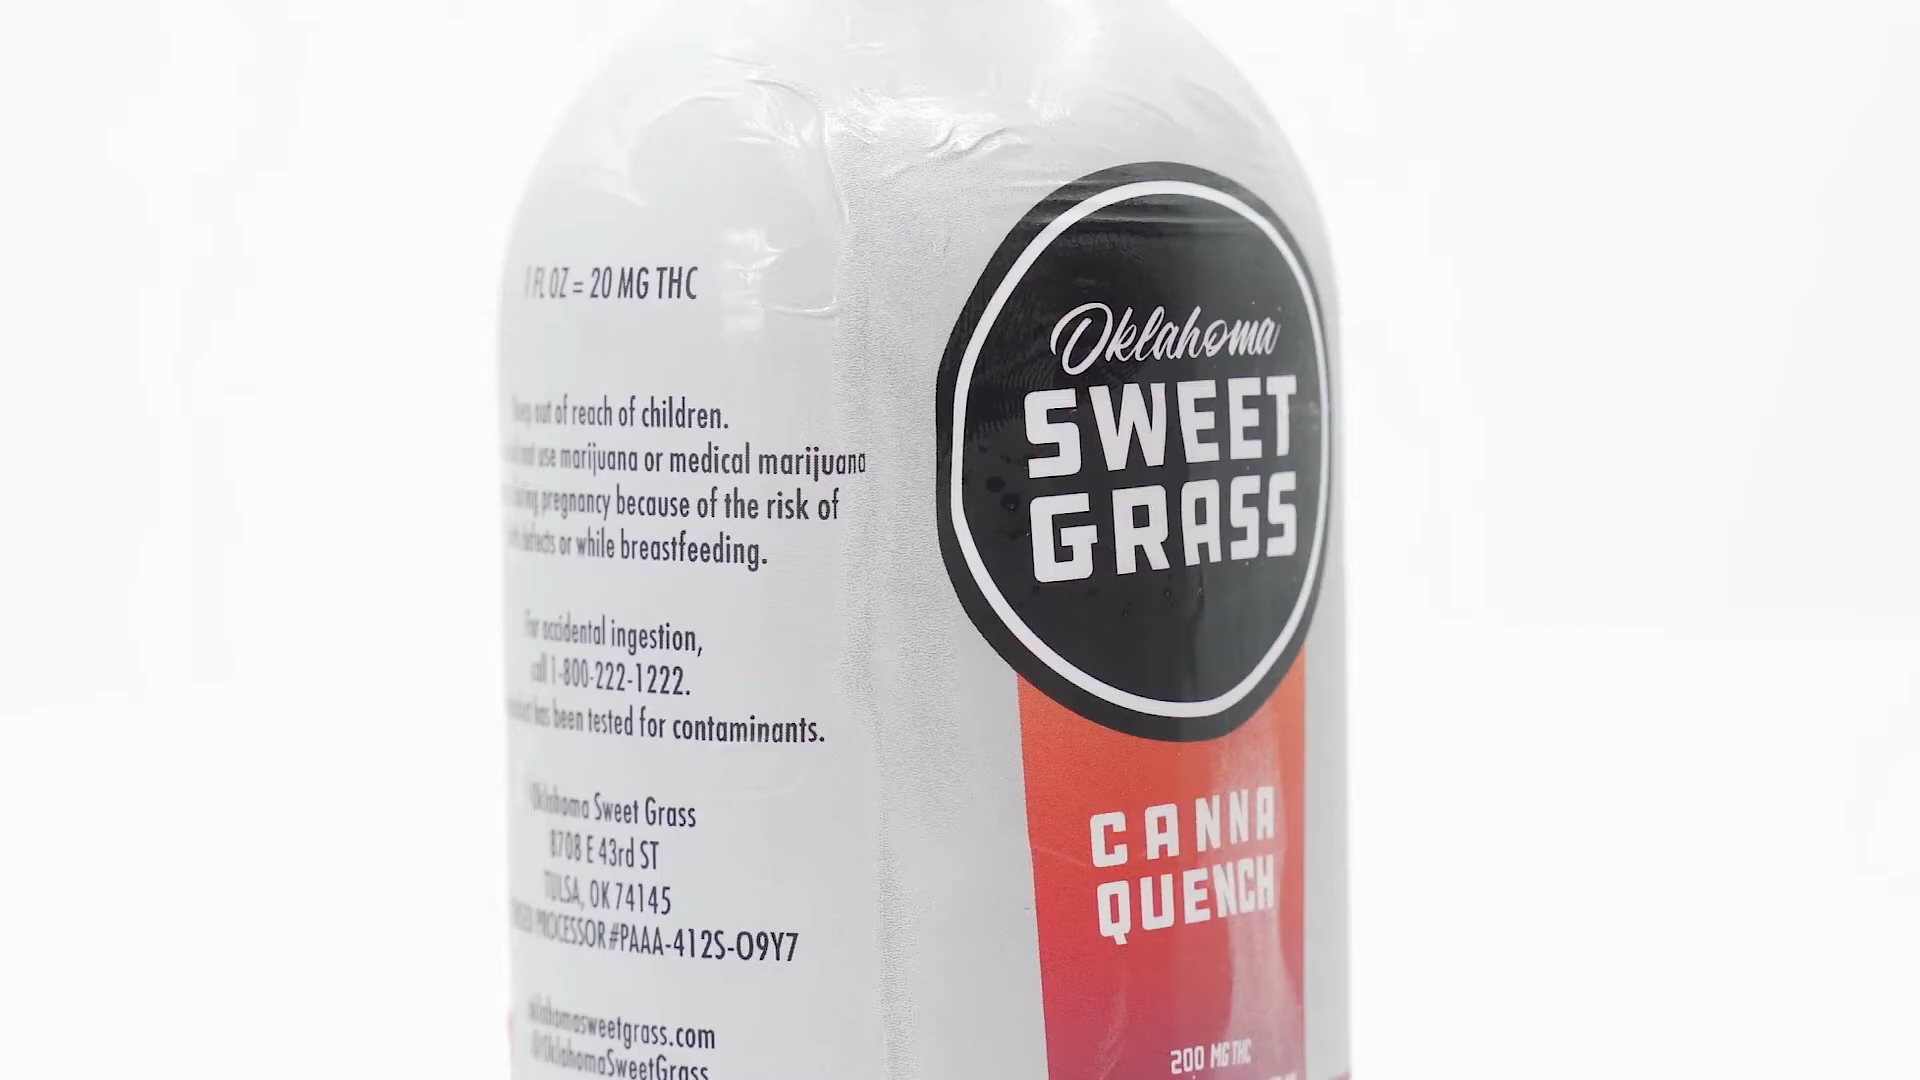 1 FL OZ = 20 MG THC
Keep out of reach of children.
use marijuana or medical marijuana
during pregnancy because of the risk of
defects or while breastfeeding.
For accidental ingestion,
call 1-800-222-1222.
has been tested for contaminants.
Oklahoma Sweet Grass
8708 E 43rd ST
TULSA, OK 74145
PROCESSOR #PAAA-412S-O9Y7
oklahomasweetgrass.com
@OklahomaSweetGrass
Oklahoma
SWEET
GRASS
CANNA
QUENCH
200 MG THC